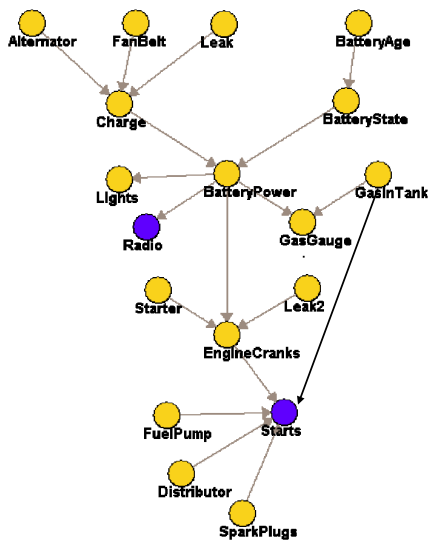 Alternator
FanBelt
Leak
BatteryAge
Charge
BatteryState
Lights
BatteryPower
GasInTank
Radio
GasGauge
Starter
Leak2
EngineCranks
FuelPump
Starts
Distributor
SparkPlugs